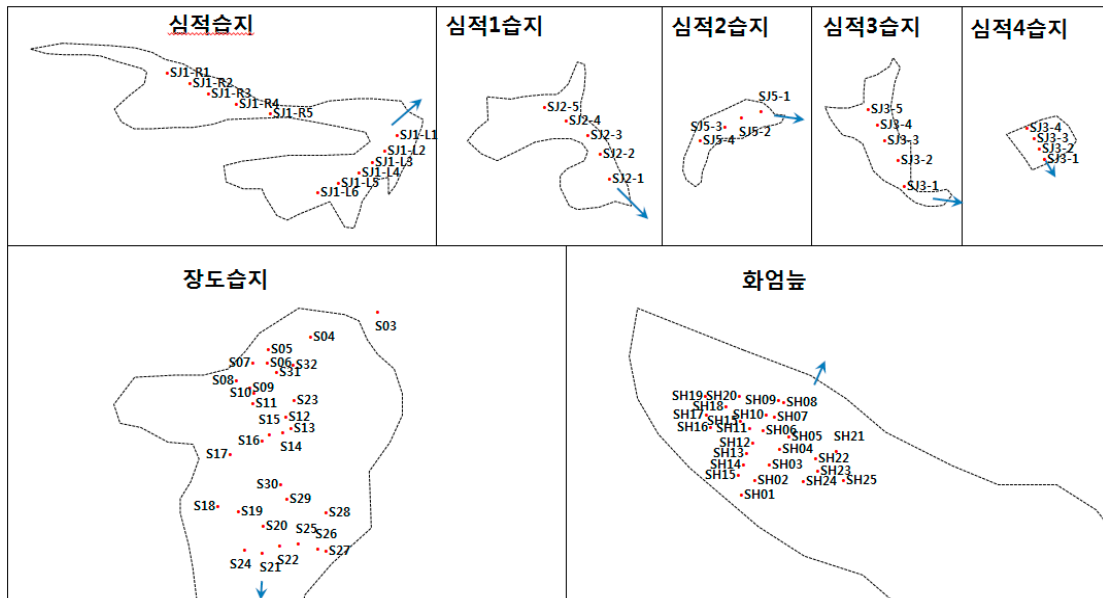 심적습지
심적1습지
심적2습지
심적3습지
심적4습지
SJ1-R1
SJ1-R2
SJ1-R3
SJ1-R4
SJ1-R5
SJ1-L1
SJ1-L2
SJ1-L3
SJ1-L4
SJ1-L5
SJ1-L6
SJ2-5
SJ2-4
SJ2-3
SJ2-2
SJ2-1
SJ5-1
SJ5-3
SJ5-2
SJ5-4
SJ3-5
SJ3-4
SJ3-3
SJ3-2
SJ3-1
SJ3-4
SJ3-3
SJ3-2
SJ3-1
장도습지
S03
S04
S05
S07
S06
S32
S31
S08
S09
S10
S11
S23
S12
S15
S13
S16
S14
S17
S30
S29
S18
S19
S28
S20
S25
S26
S24
S21
S22
S27
화엄늪
SH19
SH20
SH09
SH08
SH18
SH17
SH10
SH07
SH15
SH16
SH11
SH06
SH05
SH21
SH12
SH04
SH13
SH22
SH14
SH03
SH23
SH15
SH02
SH24
SH25
SH01